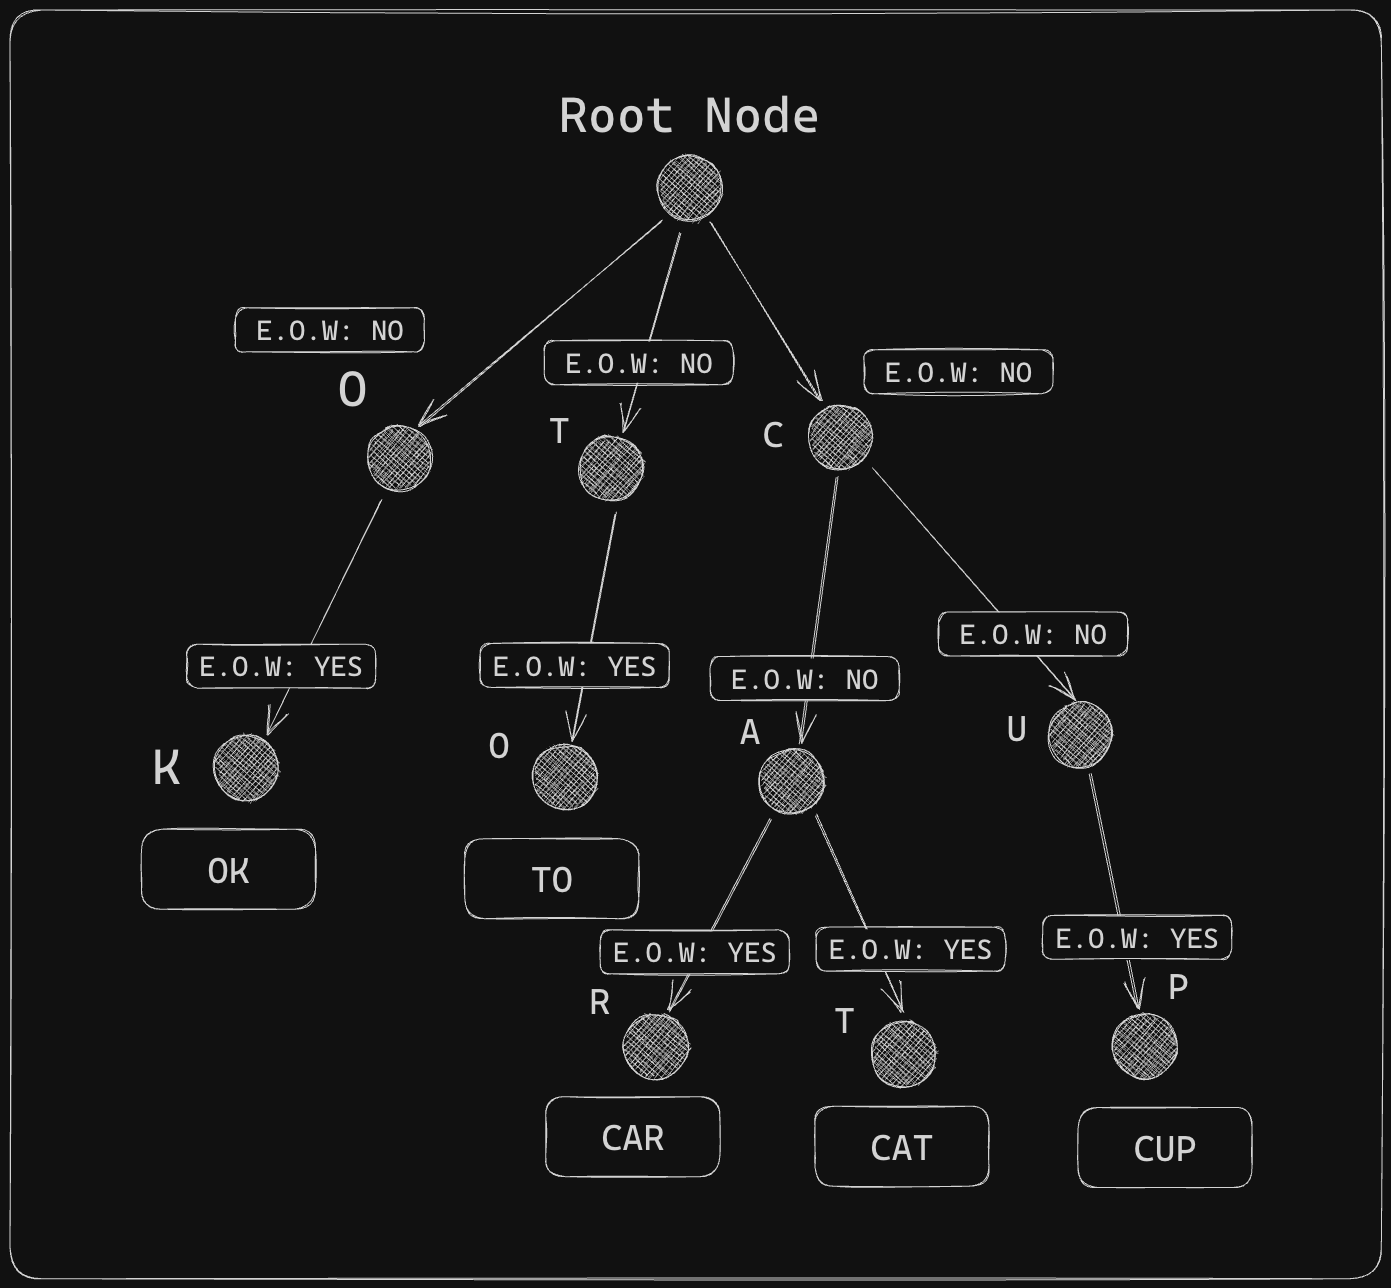 Root Node
E.O.W: NO
E.O.W: NO
E.O.W: NO
O
T
C
E.O.W: YES
E.O.W: YES
E.O.W: NO
E.O.W: NO
K
O
A
U
OK
TO
E.O.W: YES
E.O.W: YES
E.O.W: YES
R
T
P
CAR
CAT
CUP